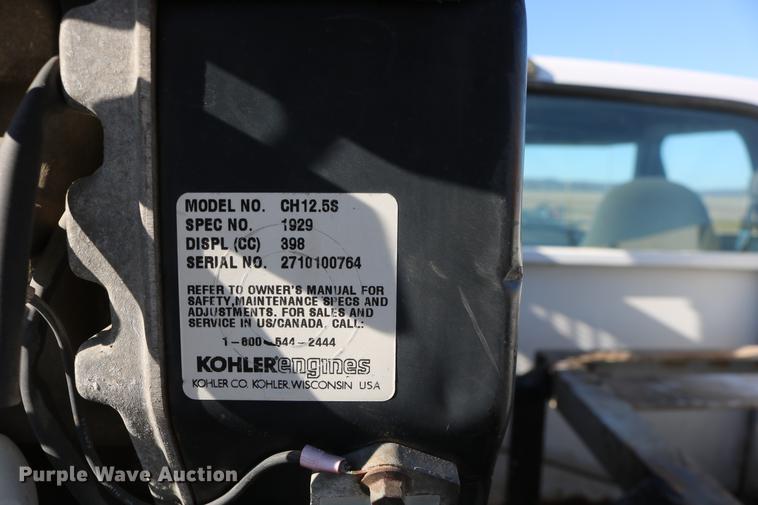 MODEL NO. CH12.5S
SPEC NO. 1929
DISPL (CC) 398
SERIAL NO. 2710100764
REFER TO OWNER'S MANUAL FOR
SAFETY, MAINTENANCE SPECS AND
ADJUSTMENTS. FOR SALES AND
SERVICE IN US/CANADA, CALL:
1-800-544-2444
KOHLER engines
KOHLER CO. KOHLER, WISCONSIN USA
Purple Wave Auction